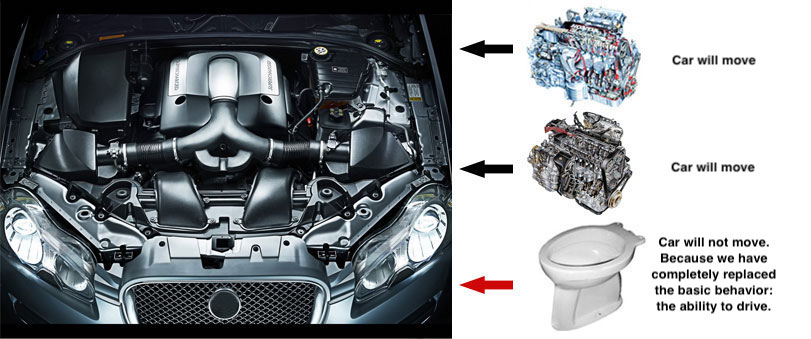 Car will move
Car will move
Car will not move.
Because we have
completely replaced
the basic behavior:
the ability to drive.